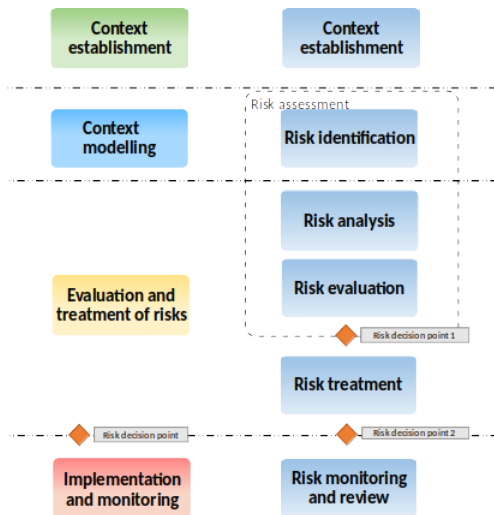 Context
establishment
Context
establishment
Risk assessment
Context
modelling
Risk identification
Risk analysis
Evaluation and
treatment of risks
Risk evaluation
Risk decision point 1
Risk treatment
Risk decision point
Risk decision point 2
Implementation
and monitoring
Risk monitoring
and review